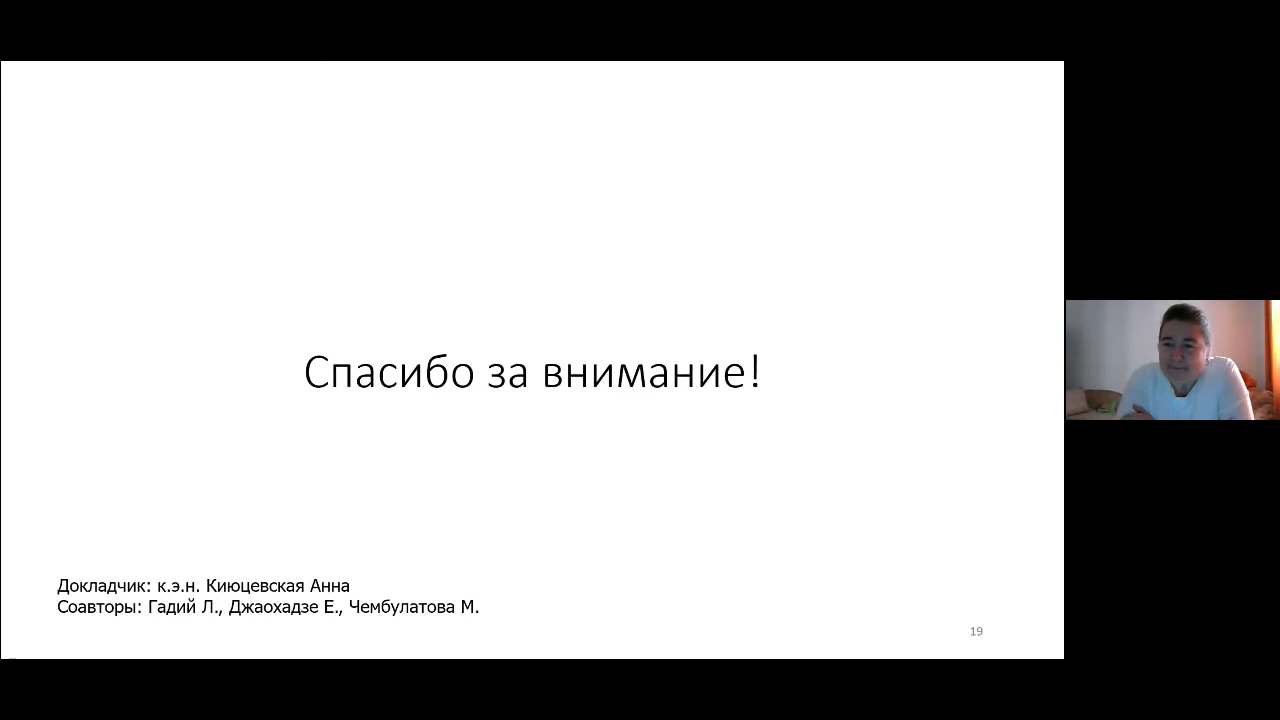 Спасибо за внимание!
Докладчик: к.э.н. Киюцевская Анна
Соавторы: Гадий Л., Джаохадзе Е., Чембулатова М.
19